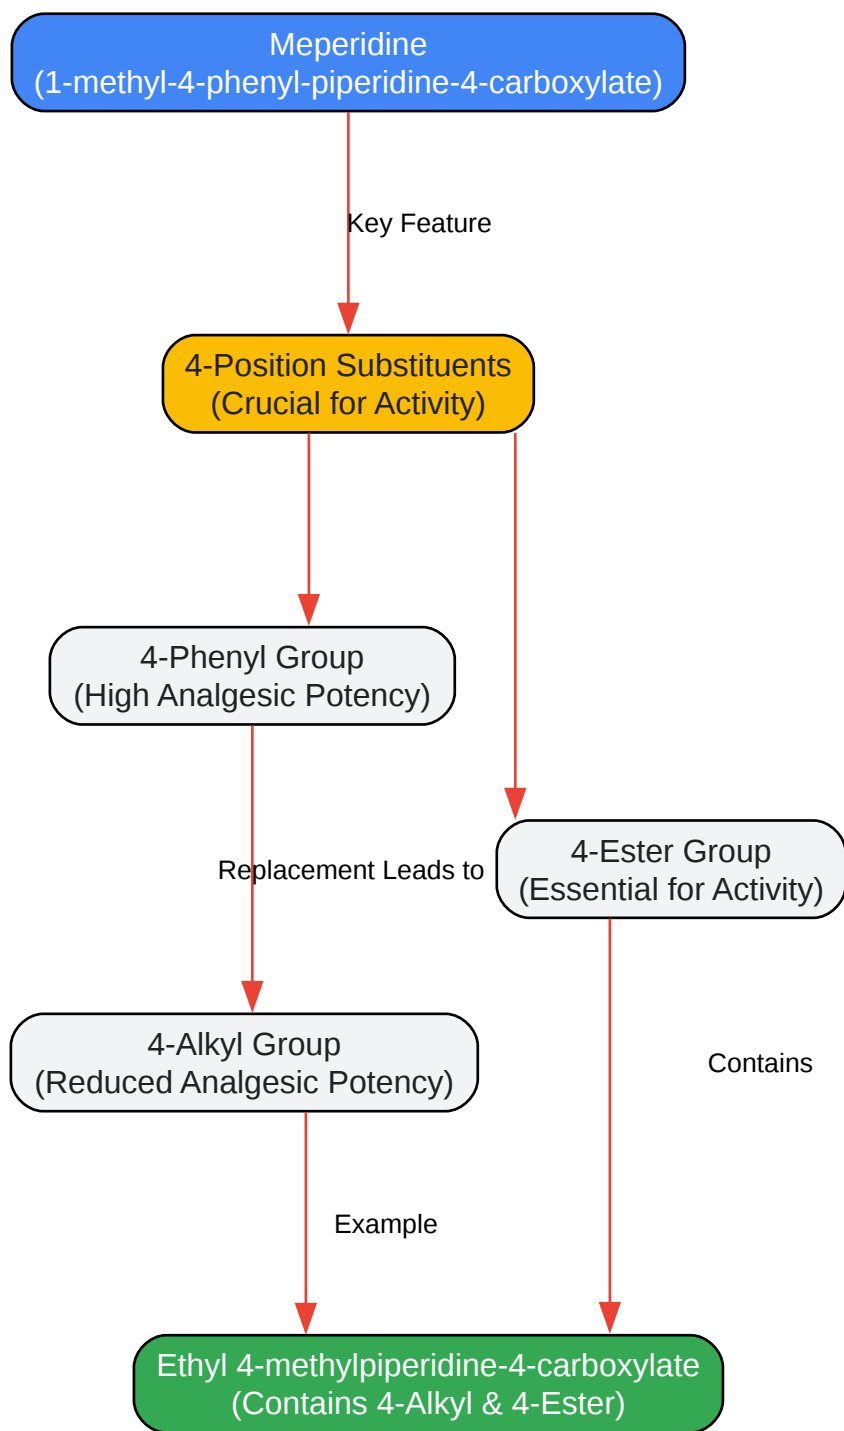 Meperidine
(1-methyl-4-phenyl-piperidine-4-carboxylate)
Key Feature
4-Position Substituents
(Crucial for Activity)
4-Phenyl Group
(High Analgesic Potency)
Replacement Leads to
4-Ester Group
(Essential for Activity)
4-Alkyl Group
(Reduced Analgesic Potency)
Contains
Example
Ethyl 4-methylpiperidine-4-carboxylate
(Contains 4-Alkyl & 4-Ester)